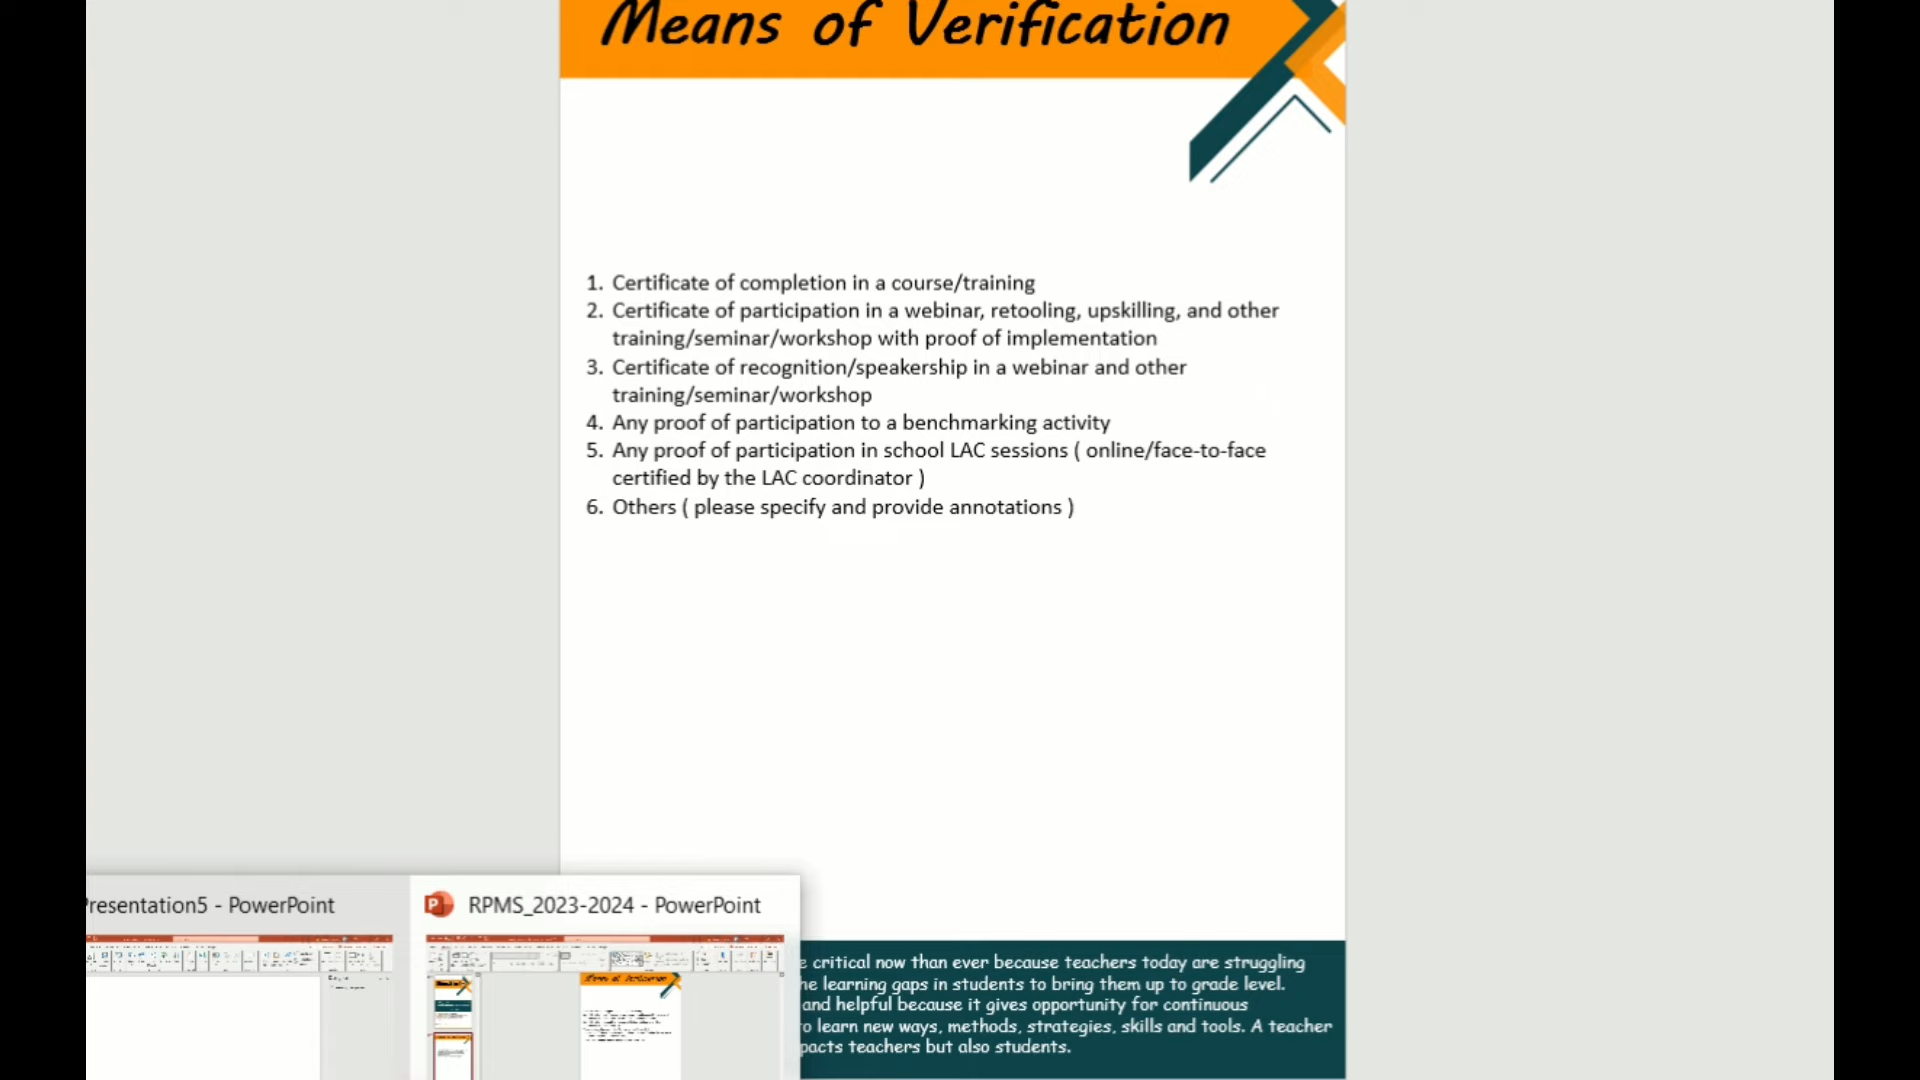 Means of Verification
1. Certificate of completion in a course/training
2. Certificate of participation in a webinar, retooling, upskilling, and other
training/seminar/workshop with proof of implementation
3. Certificate of recognition/speakership in a webinar and other
training/seminar/workshop
4. Any proof of participation to a benchmarking activity
5. Any proof of participation in school LAC sessions ( online/face-to-face
certified by the LAC coordinator )
6. Others ( please specify and provide annotations )
resentation5 - PowerPoint
RPMS_2023-2024 - PowerPoint
critical now than ever because teachers today are struggling
learning gaps in students to bring them up to grade level.
and helpful because it gives opportunity for continuous
learn new ways, methods, strategies, skills and tools. A teacher
pacts teachers but also students.